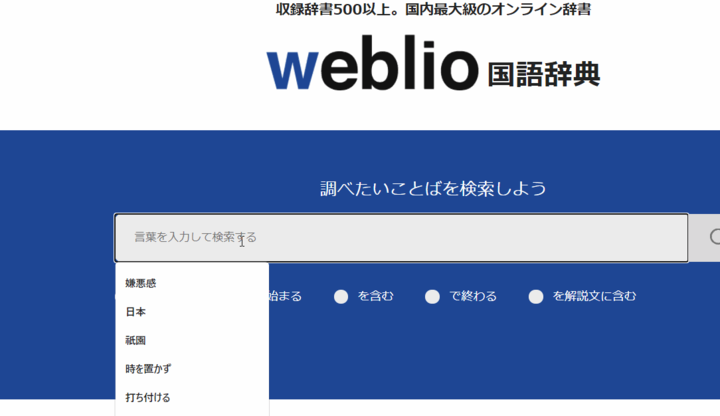 収録辞書500以上。国内最大級のオンライン辞書
weblio 国語辞典
調べたいことばを検索しよう
言葉を入力して検索する
始まる を含む で終わる を解説文に含む
嫌悪感
日本
祇園
時を置かず
打ち付ける